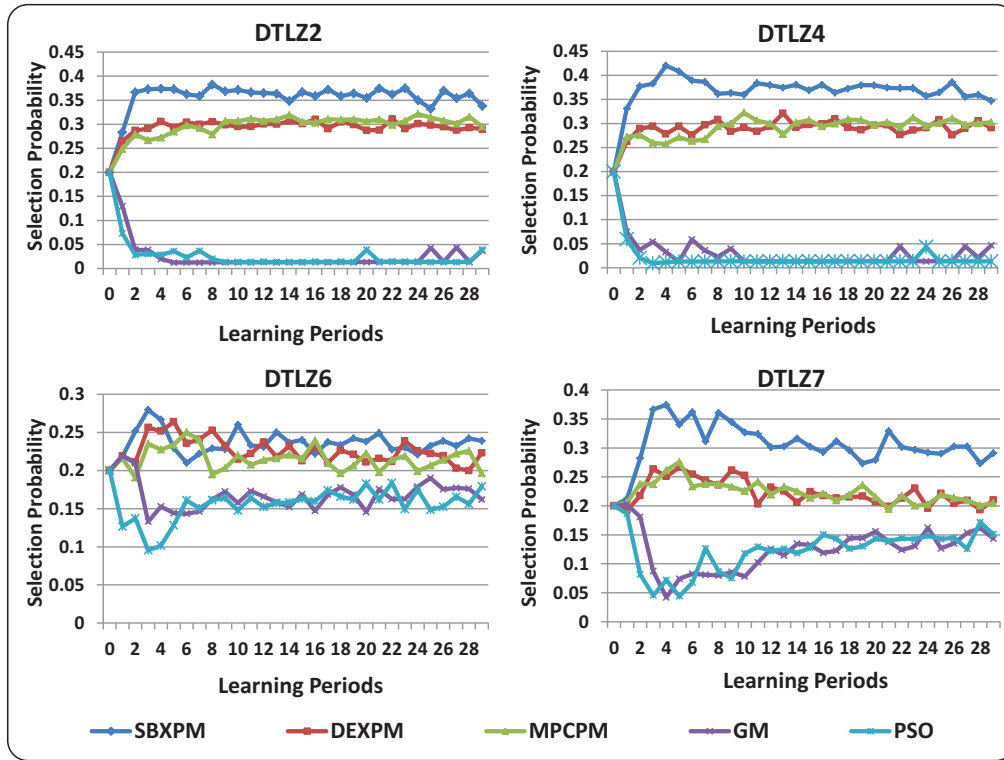 DTLZ2
Selection Probability
0.45
0.4
0.35
0.3
0.25
0.2
0.15
0.1
0.05
0
0 2 4 6 8 10 12 14 16 18 20 22 24 26 28
Learning Periods
DTLZ4
Selection Probability
0.45
0.4
0.35
0.3
0.25
0.2
0.15
0.1
0.05
0
0 2 4 6 8 10 12 14 16 18 20 22 24 26 28
Learning Periods
DTLZ6
Selection Probability
0.3
0.25
0.2
0.15
0.1
0.05
0
0 2 4 6 8 10 12 14 16 18 20 22 24 26 28
Learning Periods
DTLZ7
Selection Probability
0.4
0.35
0.3
0.25
0.2
0.15
0.1
0.05
0
0 2 4 6 8 10 12 14 16 18 20 22 24 26 28
Learning Periods
SBXPM DEXPM MPCPM GM PSO